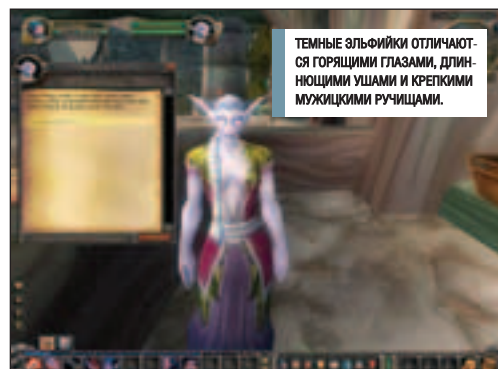 ТЕМНЫЕ ЭЛЬФИЙКИ ОТЛИЧАЮТ-
СЯ ГОРЯЩИМИ ГЛАЗАМИ, ДЛИН-
НЮЩИМИ УШАМИ И КРЕПКИМИ
МУЖИЦКИМИ РУЧИЩАМИ.